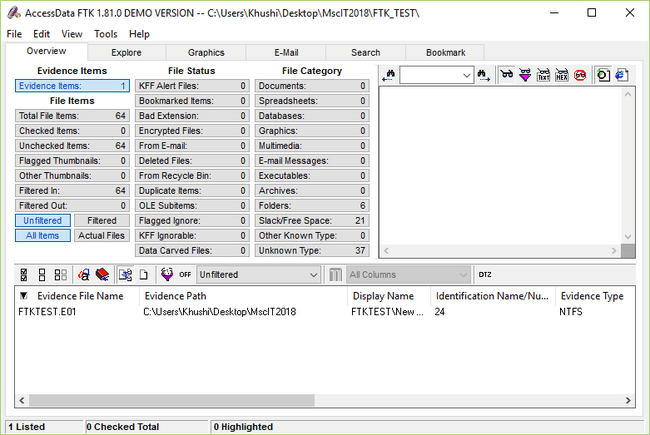 AccessData FTK 1.81.0 DEMO VERSION -- C:\Users\Khushi\Desktop\MscIT2018\FTK_TEST\
File Edit View Tools Help
Overview Explore Graphics E-Mail Search Bookmark
Evidence Items File Status File Category
Evidence Items: 1 KFF Alert Files: 0 Documents: 0
File Items Bookmarked Items: 0 Spreadsheets: 0
Total File Items: 64 Bad Extension: 0 Databases: 0
Checked Items: 0 Encrypted Files: 0 Graphics: 0
Unchecked Items: 64 From E-mail: 0 Multimedia: 0
Flagged Thumbnails: 0 Deleted Files: 0 E-mail Messages: 0
Other Thumbnails: 0 From Recycle Bin: 0 Executables: 0
Filtered In: 64 Duplicate Items: 0 Archives: 0
Filtered Out: 0 OLE Subitems: 0 Folders: 6
Unfiltered Filtered Flagged Ignore: 0 Slack/Free Space: 21
All Items Actual Files KFF Ignorable: 0 Other Known Type: 0
Data Carved Files: 0 Unknown Type: 37
TEXT HEX
OFF Unfiltered All Columns DTZ
Evidence File Name Evidence Path Display Name Identification Name/Nu... Evidence Type
FTKTEST.E01 C:\Users\Khushi\Desktop\MscIT2018 FTKTEST\New ... 24 NTFS
1 Listed 0 Checked Total 0 Highlighted